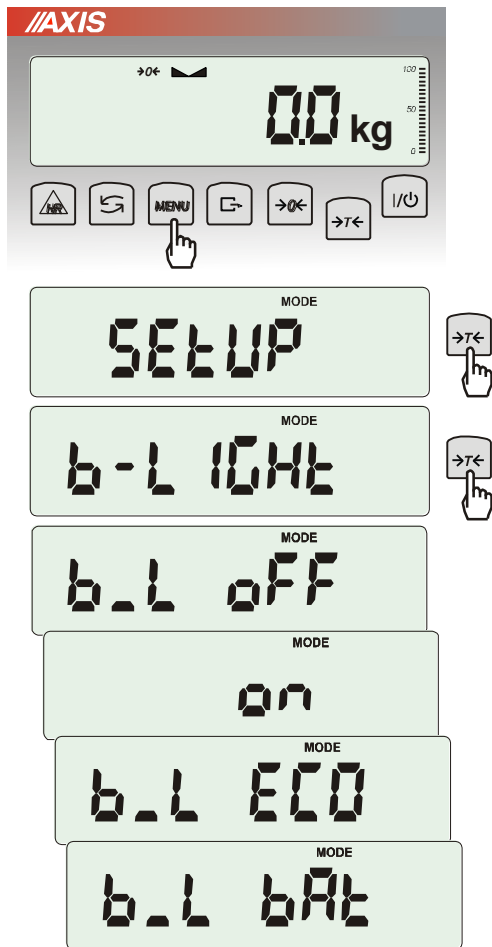 //AXIS
→0← 100
50
0.0 kg
0
HR MENU →0← →T← I/⏻
MODE
SEtUP →T←
MODE
b-LIGHt →T←
MODE
b_L oFF
MODE
on
MODE
b_L ECO
MODE
b_L bAt